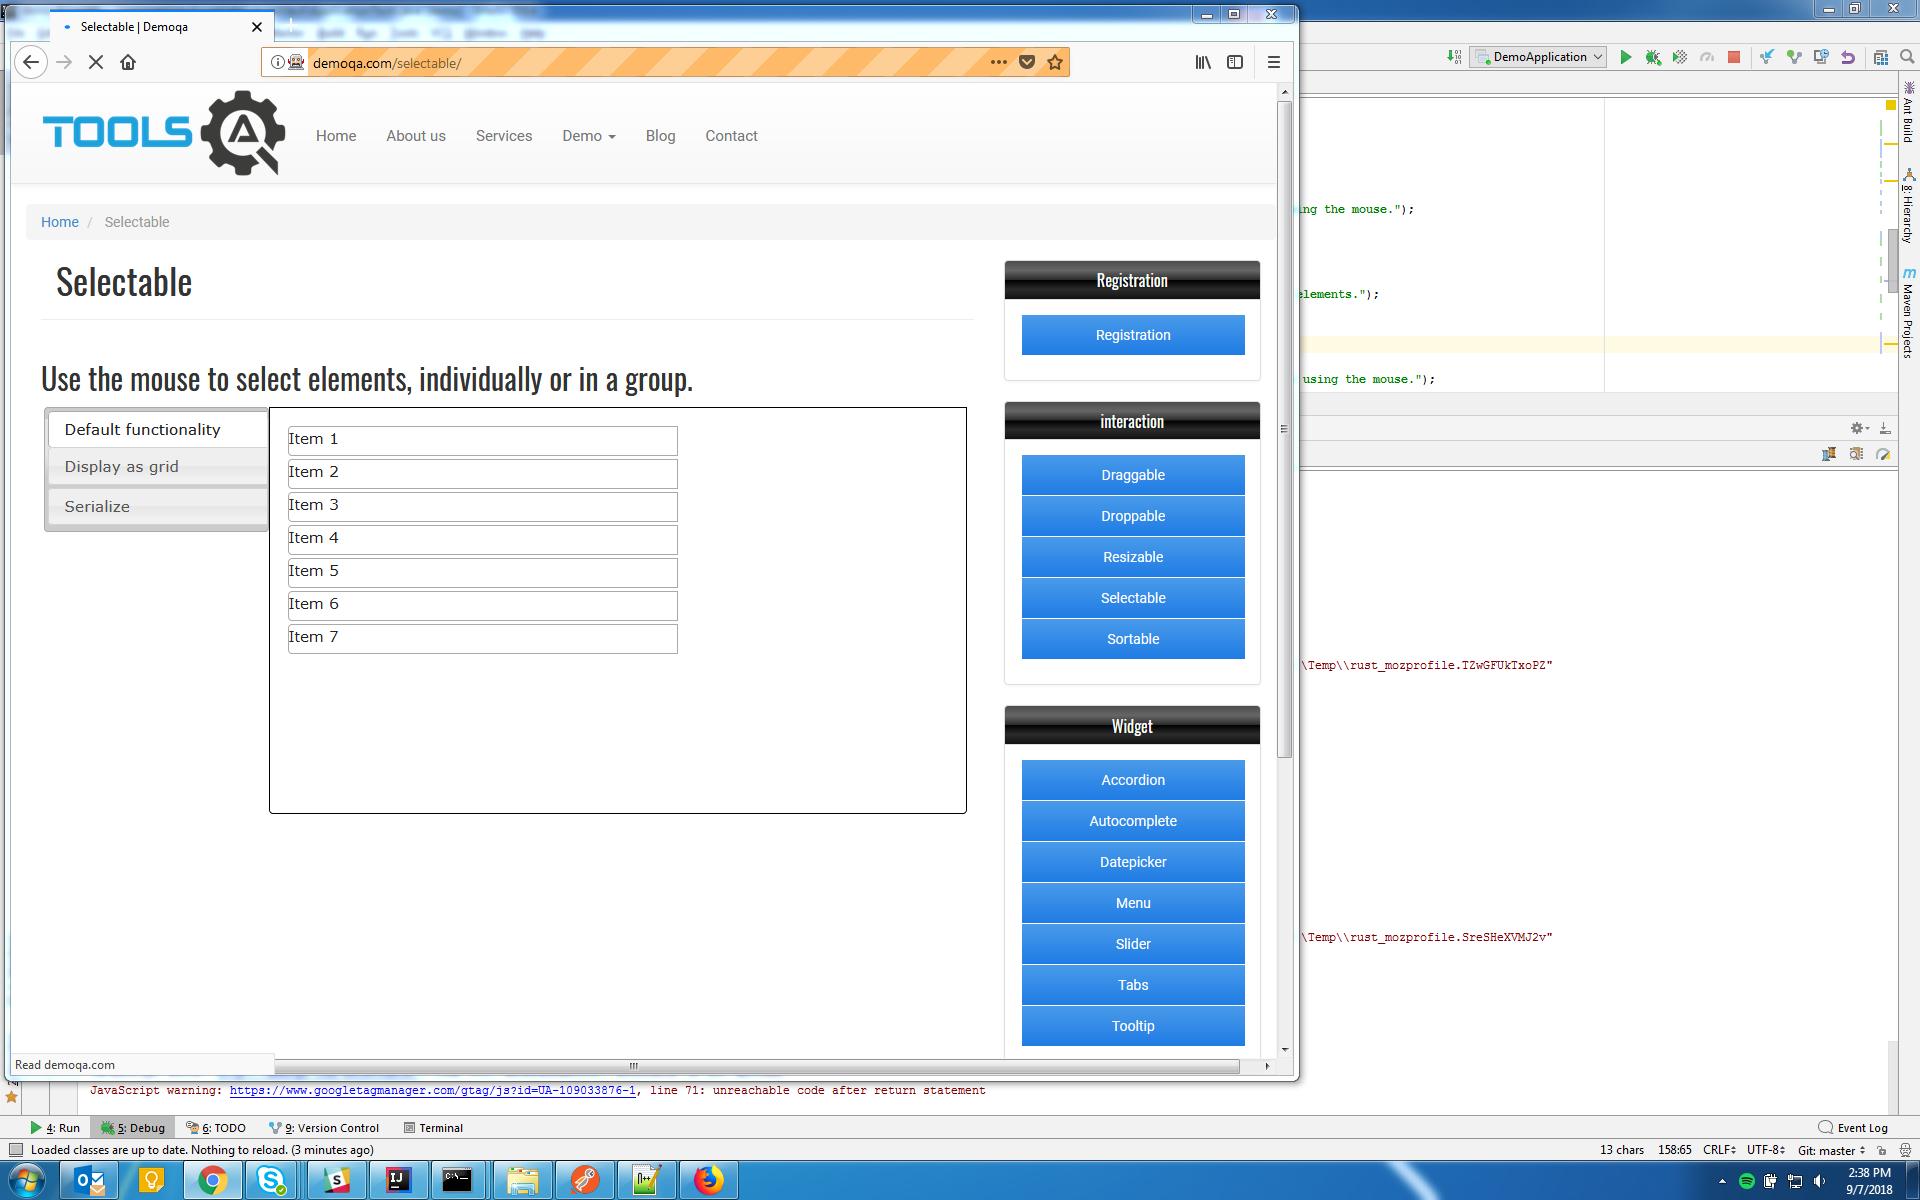 Selectable | Demoqa
demoqa.com/selectable/
DemoApplication
TOOLS QA
Home
About us
Services
Demo
Blog
Contact
Home / Selectable
Selectable
Use the mouse to select elements, individually or in a group.
Default functionality
Display as grid
Serialize
Item 1
Item 2
Item 3
Item 4
Item 5
Item 6
Item 7
Registration
Registration
interaction
Draggable
Droppable
Resizable
Selectable
Sortable
Widget
Accordion
Autocomplete
Datepicker
Menu
Slider
Tabs
Tooltip
Read demoqa.com
ing the mouse.");
elements.");
using the mouse.");
\Temp\\rust_mozprofile.TZwGFUkTxoPZ"
\Temp\\rust_mozprofile.SreSHeXVMJ2v"
Ant Build
8: Hierarchy
m
Maven Projects
JavaScript warning: https://www.googletagmanager.com/gtag/js?id=UA-109033876-1, line 71: unreachable code after return statement
4: Run
5: Debug
6: TODO
9: Version Control
Terminal
Event Log
Loaded classes are up to date. Nothing to reload. (3 minutes ago)
13 chars
158:65
CRLF
UTF-8
Git: master
2:38 PM
9/7/2018